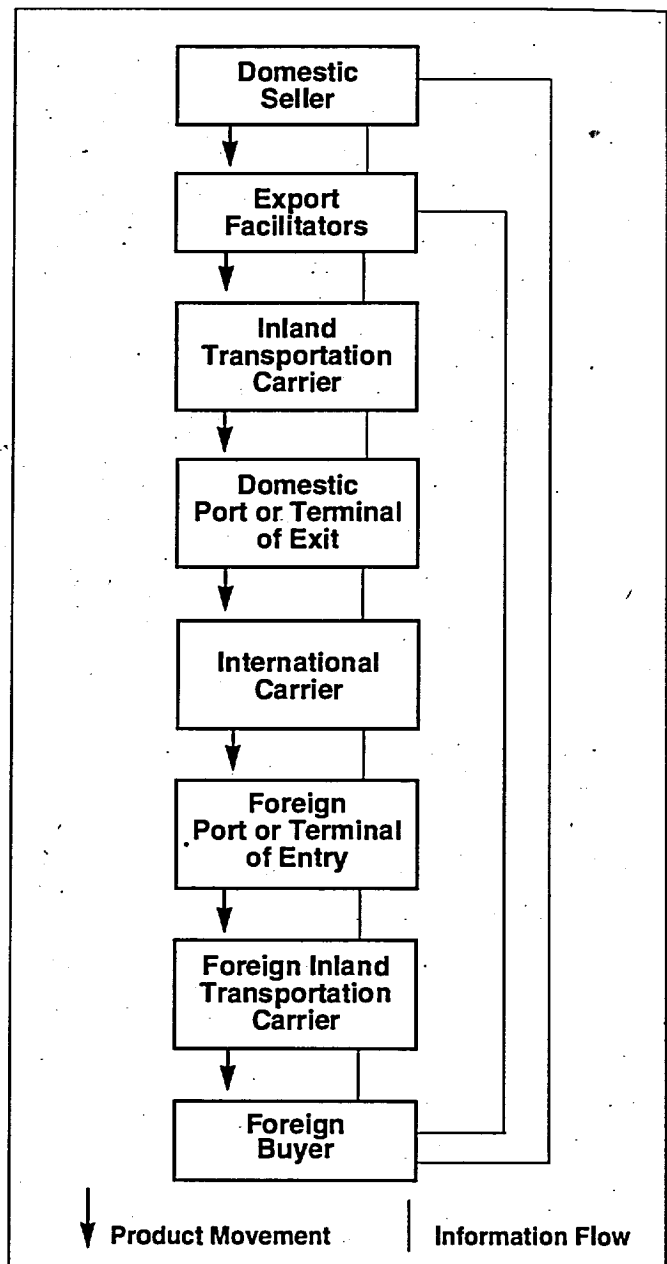 Domestic
Seller
Export
Facilitators
Inland
Transportation
Carrier
Domestic
Port or Terminal
of Exit
International
Carrier
Foreign
Port or Terminal
of Entry
Foreign Inland
Transportation
Carrier
Foreign
Buyer
Product Movement
Information Flow